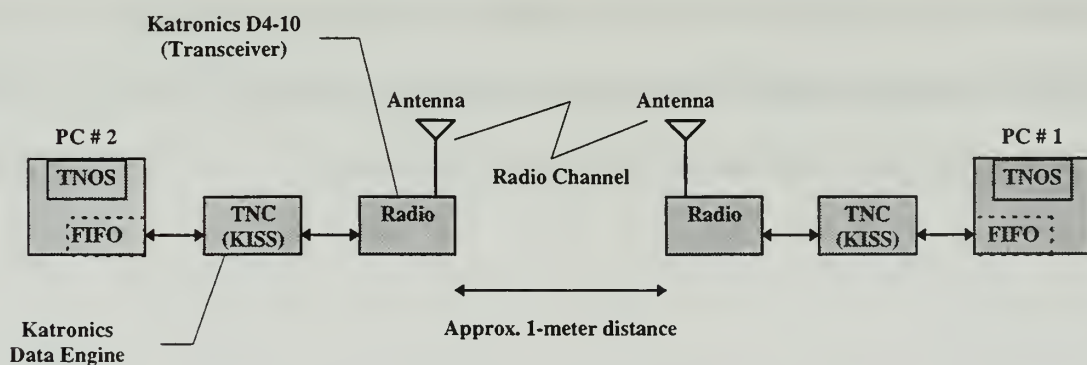 Katronics D4-10
(Transceiver)
Antenna
Antenna
PC # 2
PC # 1
TNOS
Radio Channel
TNOS
FIFO
TNC
(KISS)
Radio
Radio
TNC
(KISS)
FIFO
Approx. 1-meter distance
Katronics
Data Engine